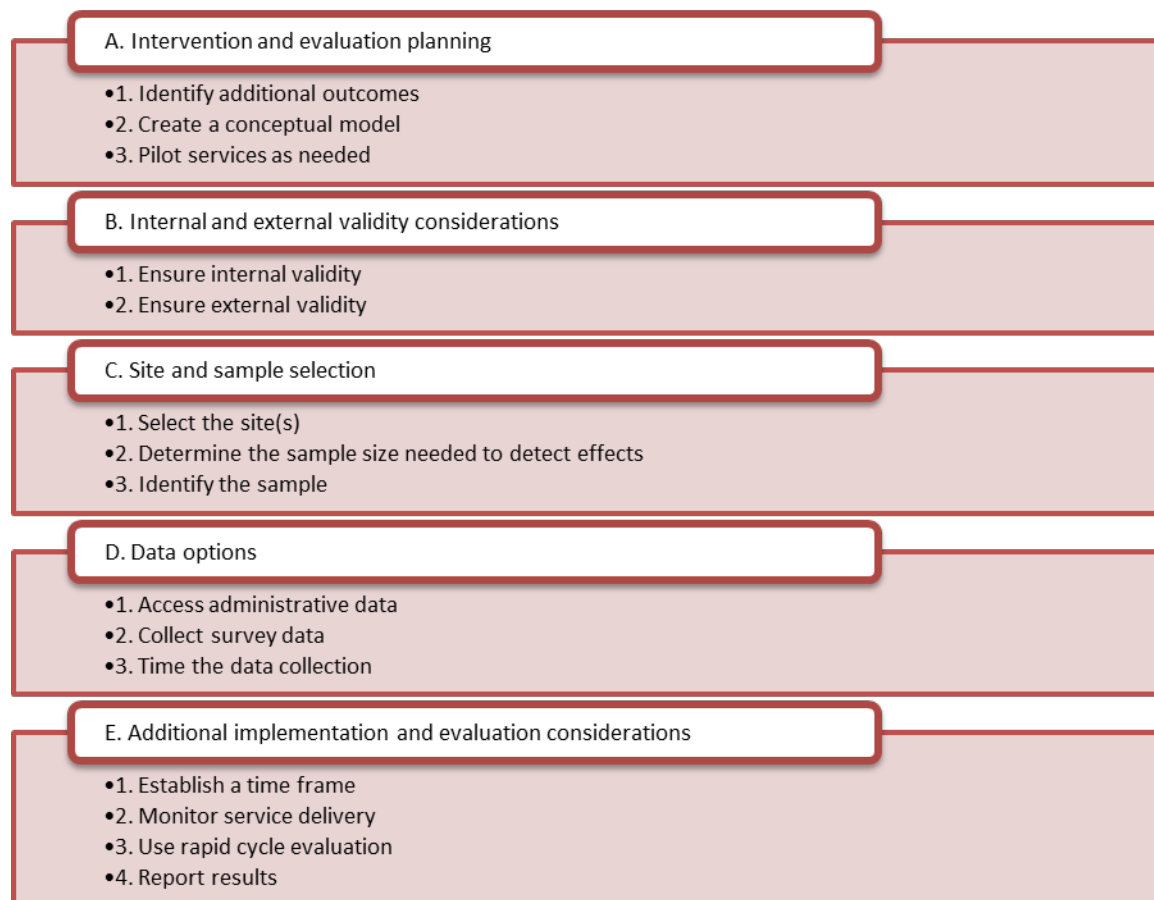 A. Intervention and evaluation planning
•1. Identify additional outcomes
•2. Create a conceptual model
•3. Pilot services as needed
B. Internal and external validity considerations
•1. Ensure internal validity
•2. Ensure external validity
C. Site and sample selection
•1. Select the site(s)
•2. Determine the sample size needed to detect effects
•3. Identify the sample
D. Data options
•1. Access administrative data
•2. Collect survey data
•3. Time the data collection
E. Additional implementation and evaluation considerations
•1. Establish a time frame
•2. Monitor service delivery
•3. Use rapid cycle evaluation
•4. Report results